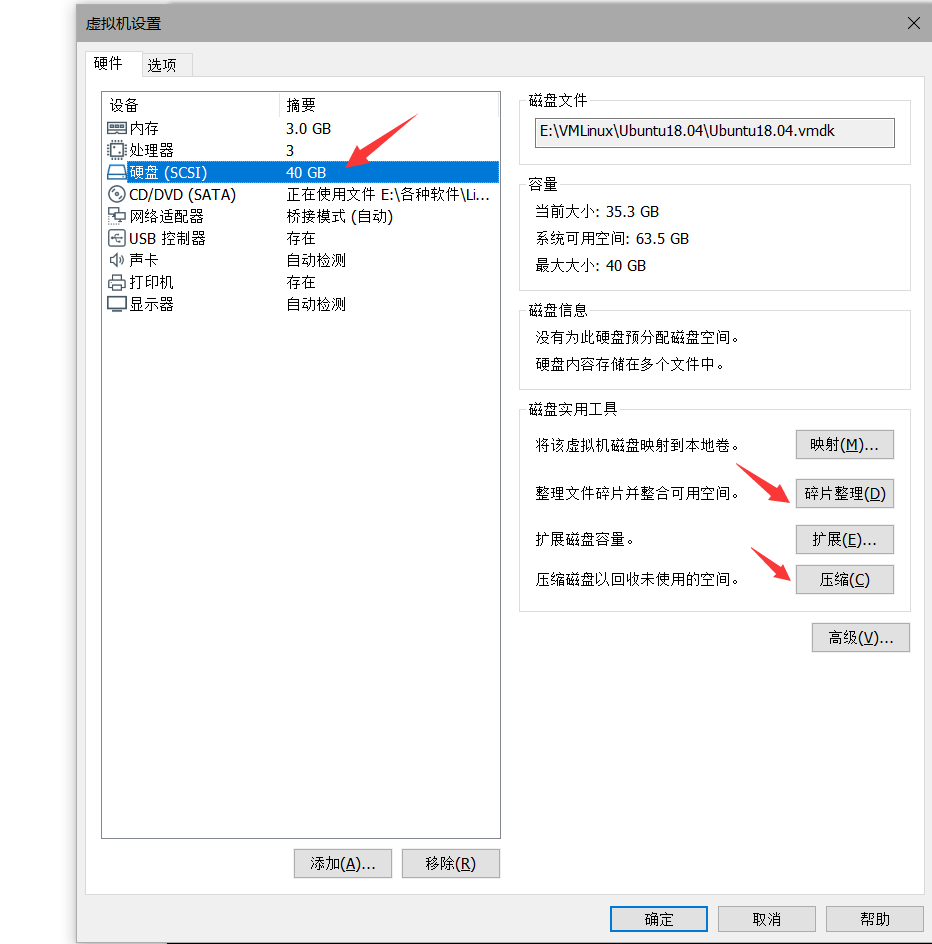 虚拟机设置
硬件 选项
设备 摘要
内存 3.0 GB
处理器 3
硬盘 (SCSI) 40 GB
CD/DVD (SATA) 正在使用文件 E:\各种软件\Li...
网络适配器 桥接模式 (自动)
USB 控制器 存在
声卡 自动检测
打印机 存在
显示器 自动检测
添加(A)... 移除(R)
磁盘文件
E:\VMLinux\Ubuntu18.04\Ubuntu18.04.vmdk
容量
当前大小: 35.3 GB
系统可用空间: 63.5 GB
最大大小: 40 GB
磁盘信息
没有为此硬盘预分配磁盘空间。
硬盘内容存储在多个文件中。
磁盘实用工具
将该虚拟机磁盘映射到本地卷。 映射(M)...
整理文件碎片并整合可用空间。 碎片整理(D)
扩展磁盘容量。 扩展(E)...
压缩磁盘以回收未使用的空间。 压缩(C)
高级(V)...
确定 取消 帮助